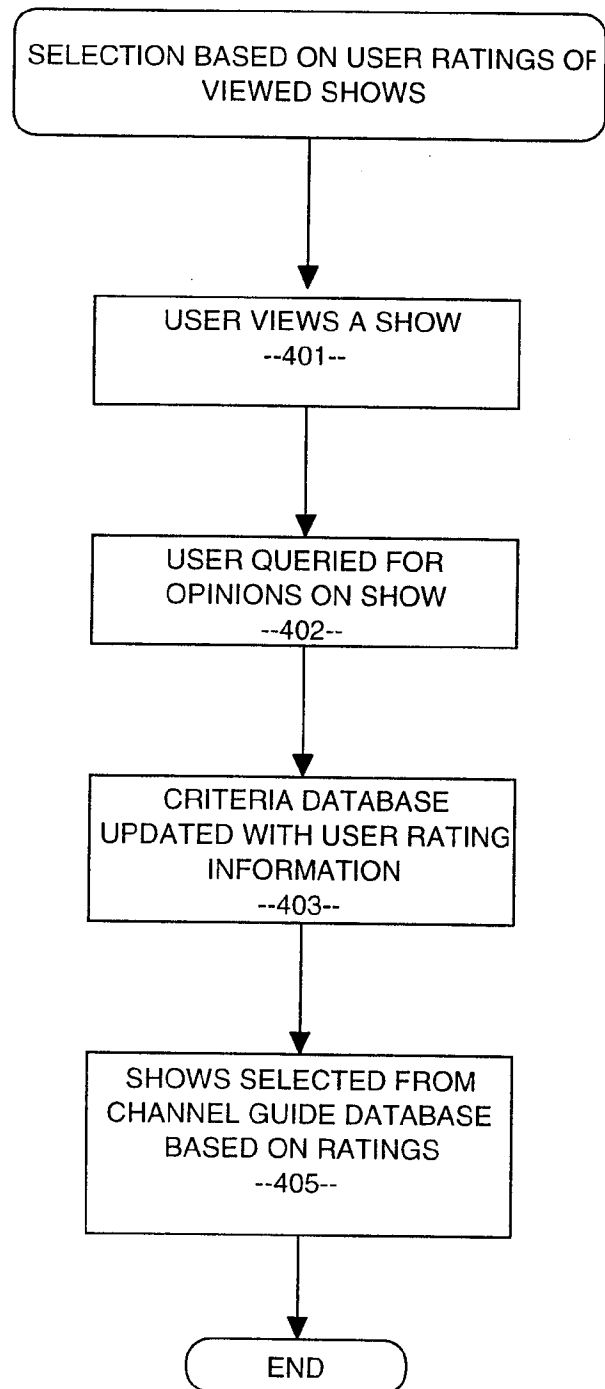 SELECTION BASED ON USER RATINGS OF
VIEWED SHOWS
USER VIEWS A SHOW
--401--
USER QUERIED FOR
OPINIONS ON SHOW
--402--
CRITERIA DATABASE
UPDATED WITH USER RATING
INFORMATION
--403--
SHOWS SELECTED FROM
CHANNEL GUIDE DATABASE
BASED ON RATINGS
--405--
END